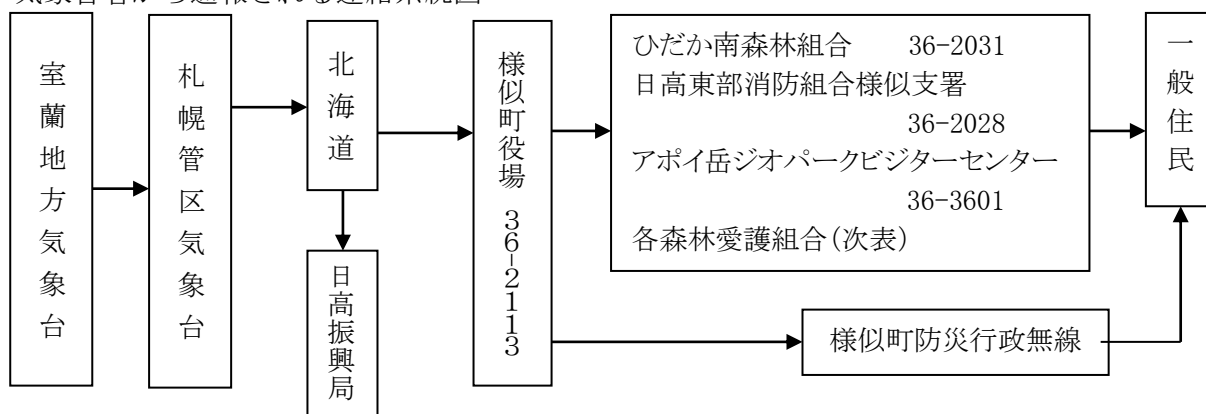 気象官署から通報される連絡系統図
室蘭地方気象台
札幌管区気象台
北海道
日高振興局
様似町役場 36-2113
ひだか南森林組合 36-2031
日高東部消防組合様似支署
36-2028
アポイ岳ジオパークビジターセンター
36-3601
各森林愛護組合(次表)
様似町防災行政無線
一般住民